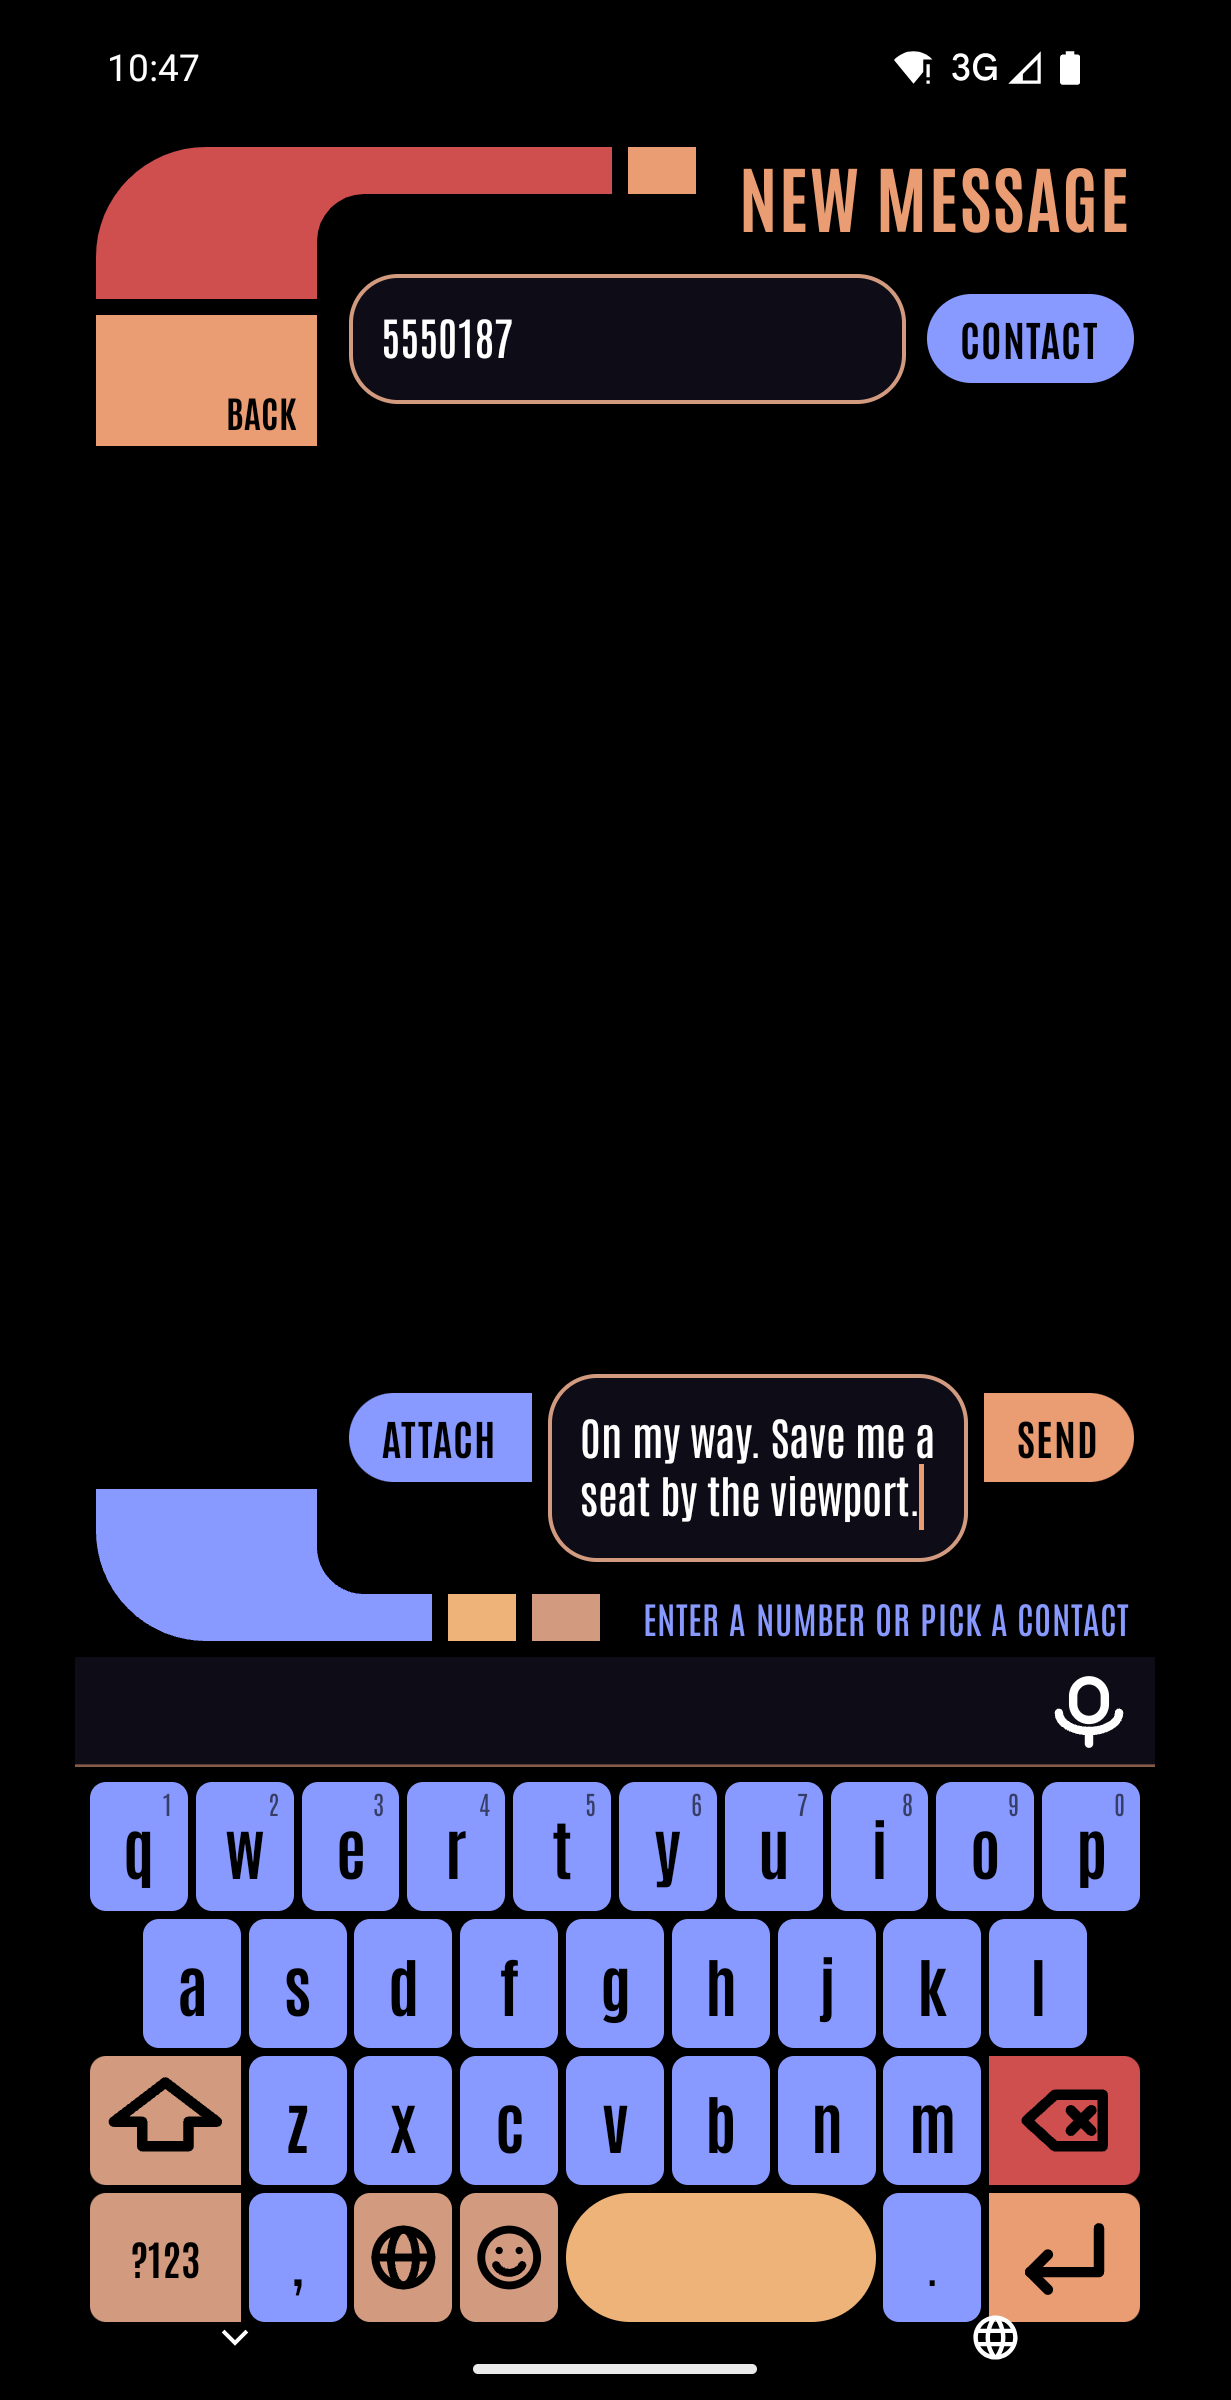 10:47
3G
NEW MESSAGE
5550187
CONTACT
BACK
ATTACH
On my way. Save me a
seat by the viewport.
SEND
ENTER A NUMBER OR PICK A CONTACT
1 2 3 4 5 6 7 8 9 0
q w e r t y u i o p
a s d f g h j k l
z x c v b n m
?123 , .